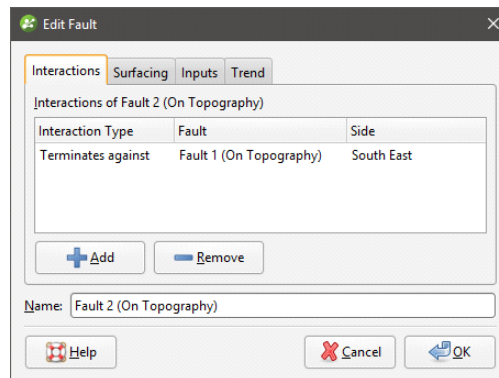 Edit Fault
Interactions Surfacing Inputs Trend
Interactions of Fault 2 (On Topography)
Interaction Type Fault Side
Terminates against Fault 1 (On Topography) South East
Add Remove
Name: Fault 2 (On Topography)
Help Cancel OK